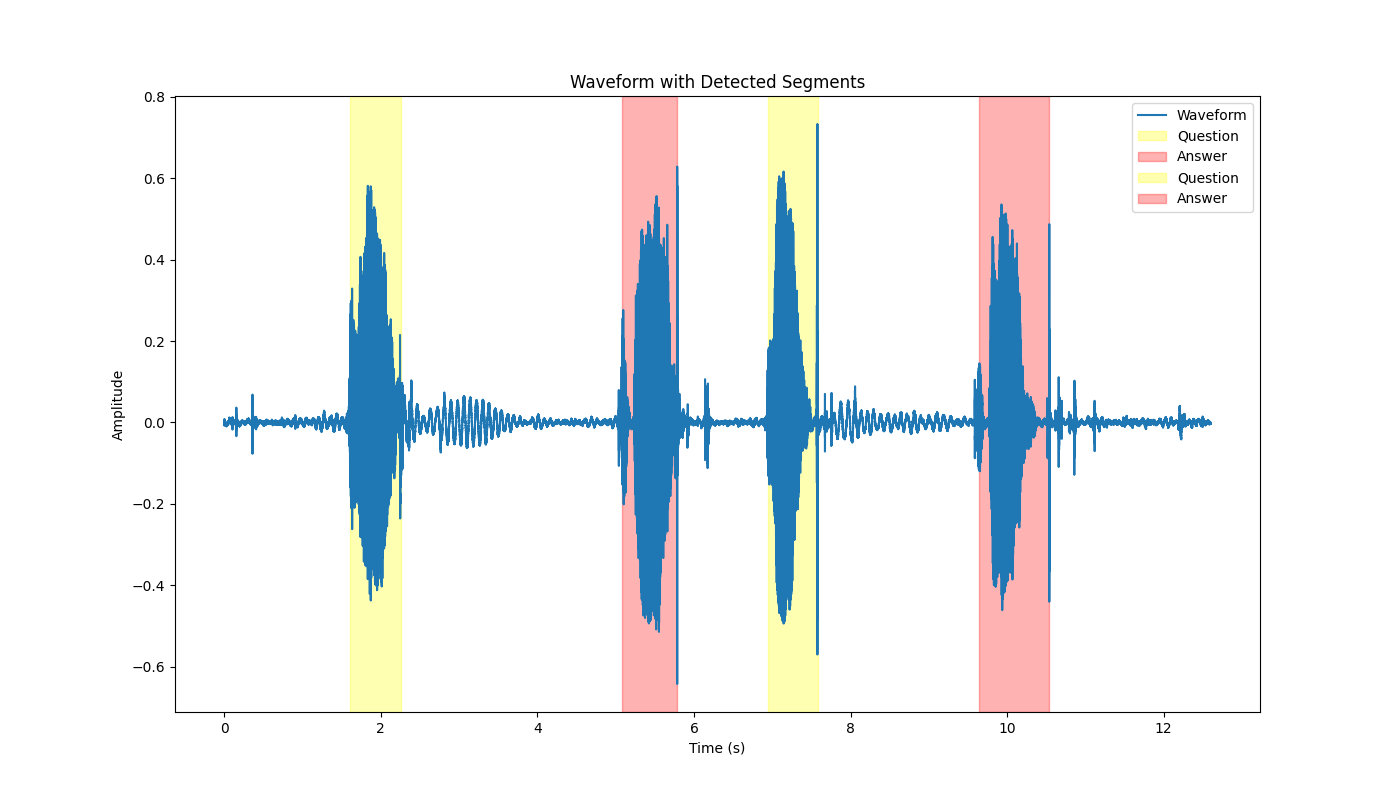 Waveform with Detected Segments
0.8
0.6
0.4
0.2
0.0
−0.2
−0.4
−0.6
Amplitude
0
2
4
6
8
10
12
Time (s)
Waveform
Question
Answer
Question
Answer